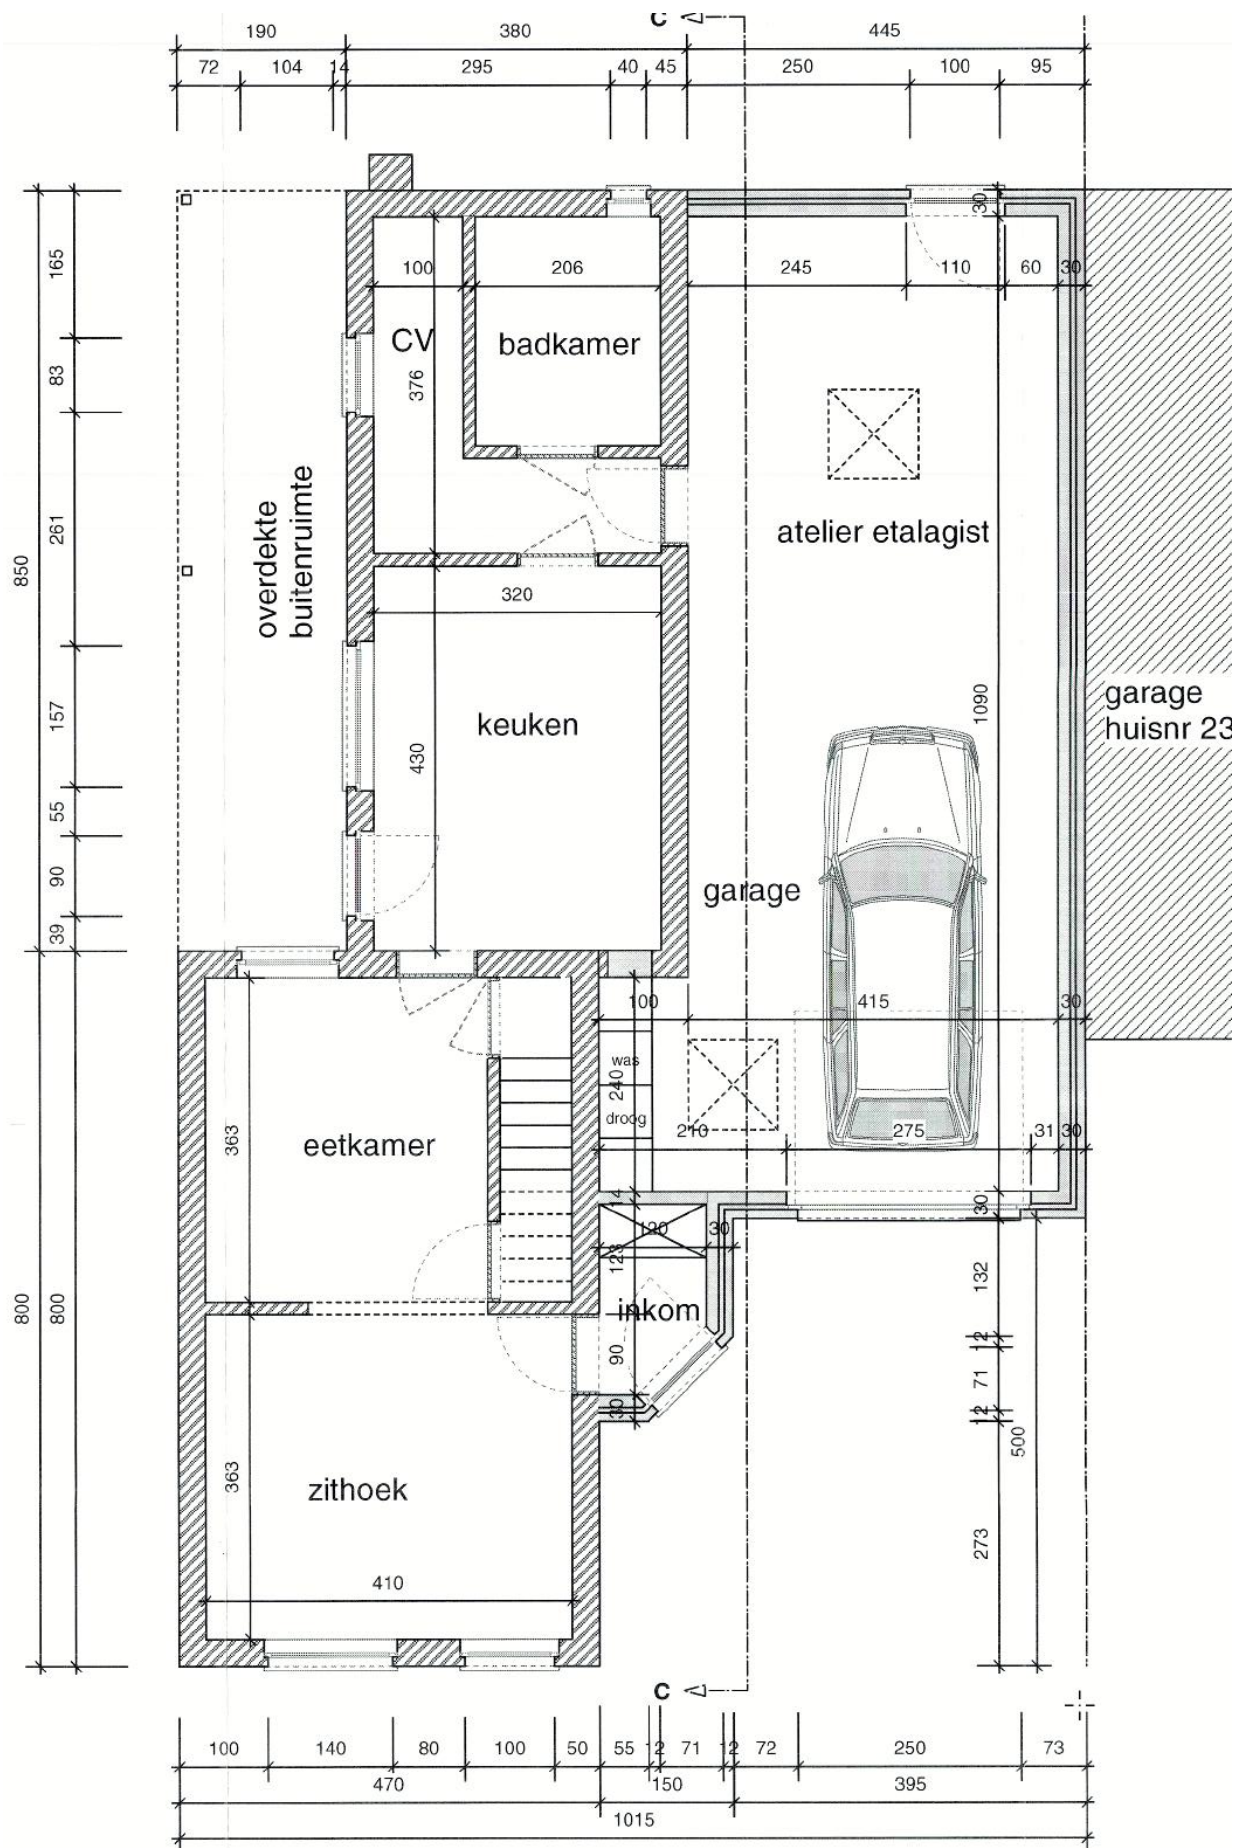 C
190 380 445
72 104 14 295 40 45 250 100 95
30
165
100 206 245 110 60 30
CV
badkamer
83
376
261
overdekte
buitenruimte
atelier etalagist
850
320
1090
garage
huisnr 23
157
keuken
430
55
90
garage
39
100 415 30
was
240
droog
363
eetkamer
210 275 31 30
14
30
120 30
123
132
800
800
inkom
12
90
71
30
12
500
363
zithoek
273
410
C
100 140 80 100 50 55 12 71 12 72 250 73
470 150 395
1015